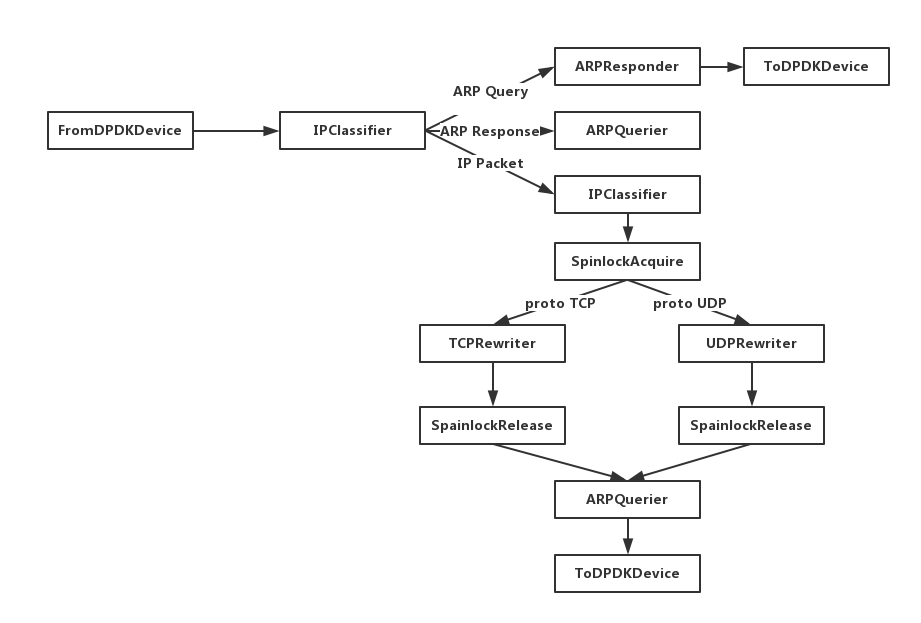 ARPResponder
ToDPDKDevice
ARP Query
FromDPDKDevice
IPClassifier
ARP Response
ARPQuerier
IP Packet
IPClassifier
SpinlockAcquire
proto TCP
proto UDP
TCPRewriter
UDPRewriter
SpainlockRelease
SpainlockRelease
ARPQuerier
ToDPDKDevice